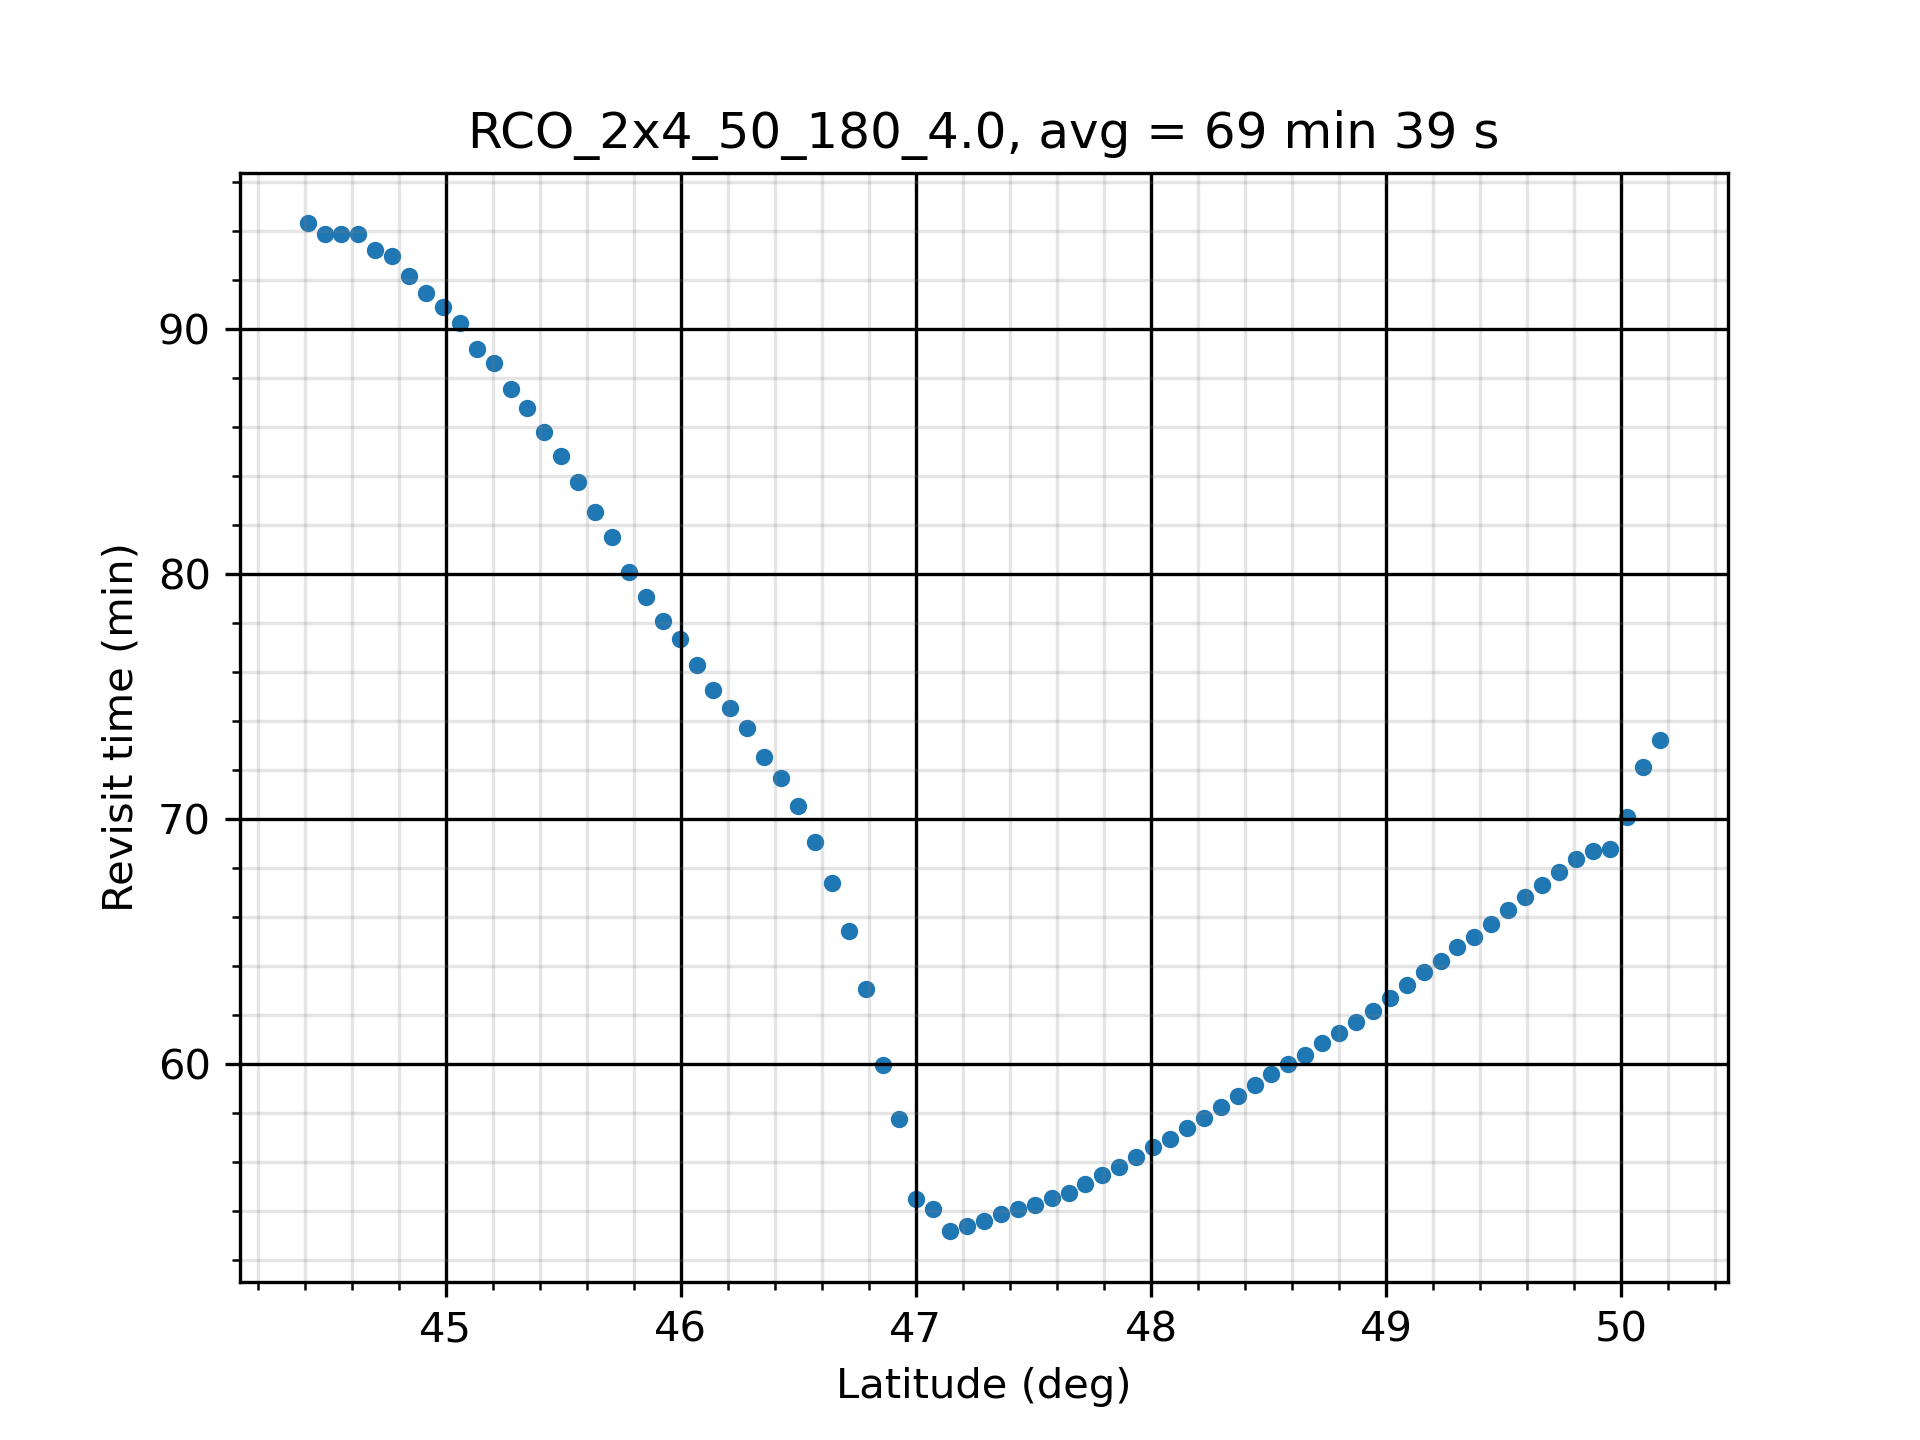 RCO_2x4_50_180_4.0, avg = 69 min 39 s
Revisit time (min)
90
80
70
60
45 46 47 48 49 50
Latitude (deg)